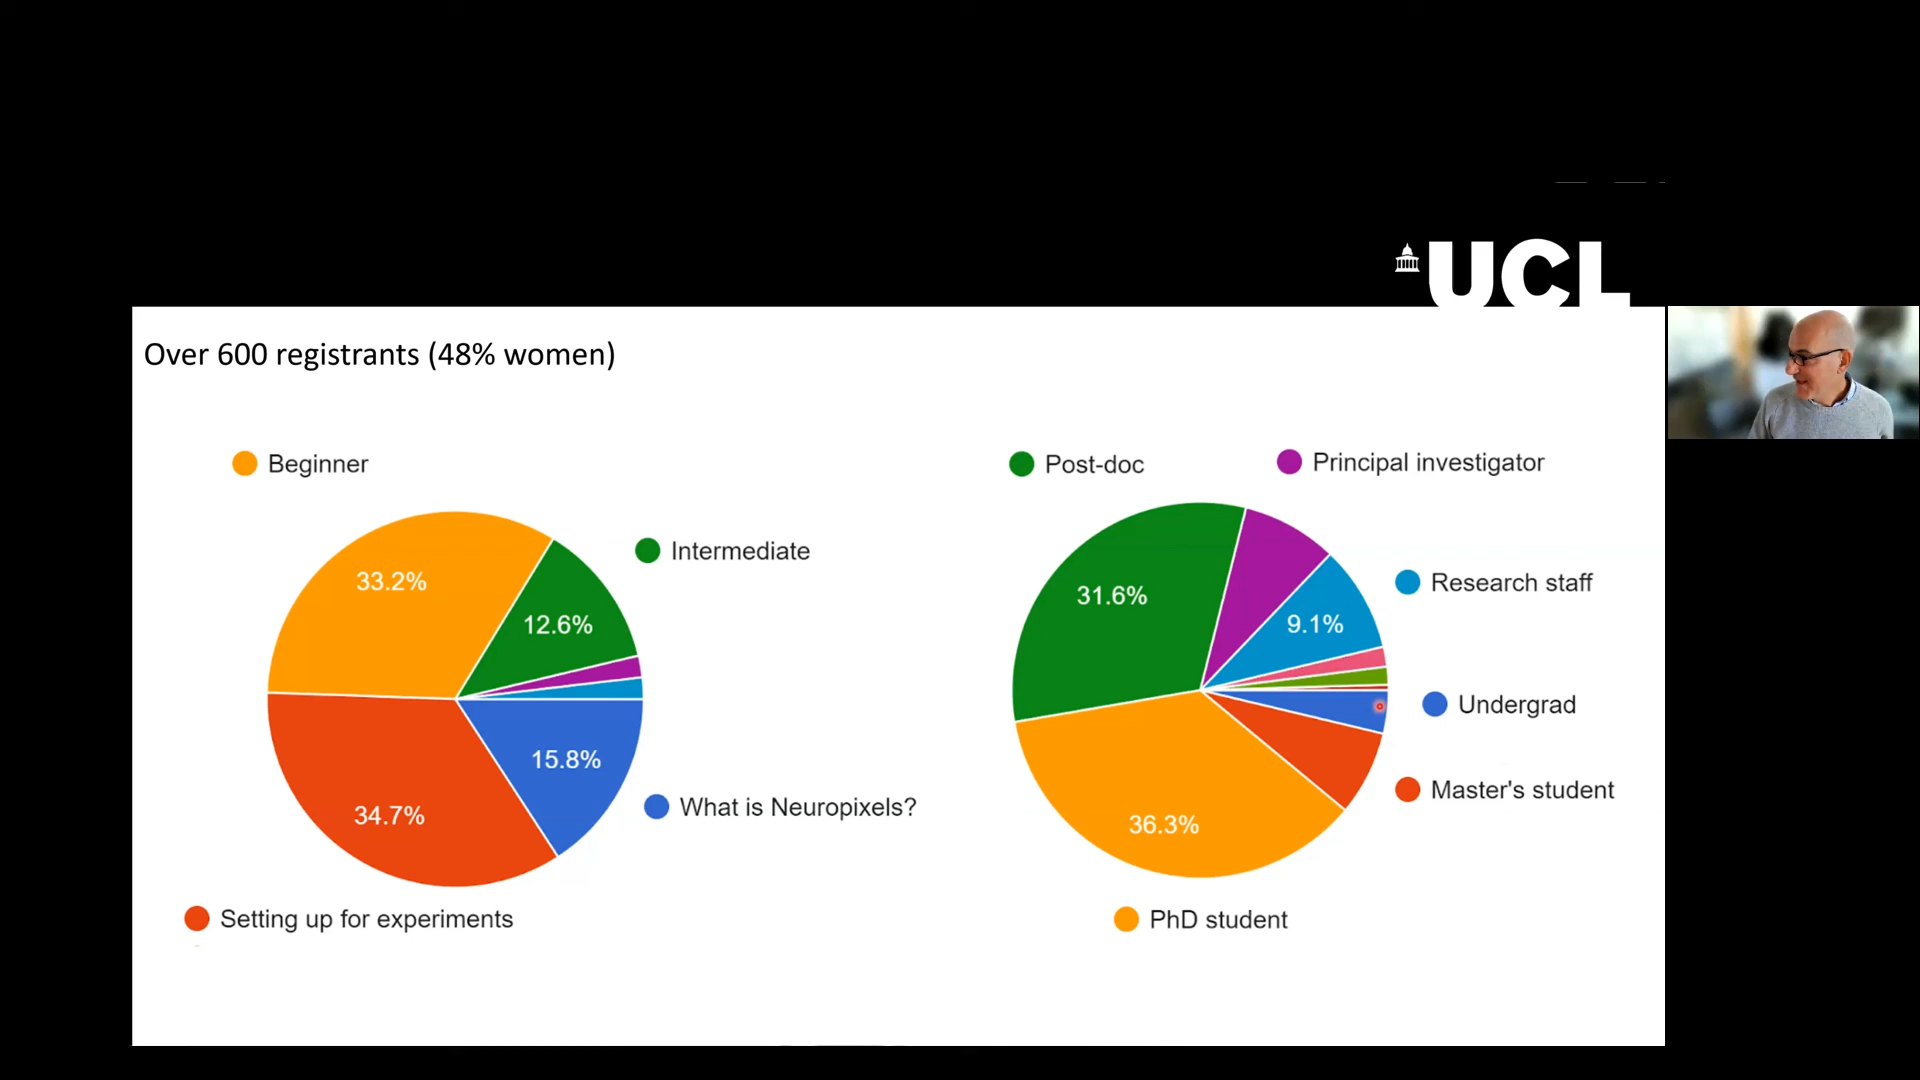 UCL
Over 600 registrants (48% women)
Beginner
Intermediate
33.2%
12.6%
15.8%
34.7%
What is Neuropixels?
Setting up for experiments
Post-doc
Principal investigator
Research staff
31.6%
9.1%
Undergrad
Master's student
36.3%
PhD student